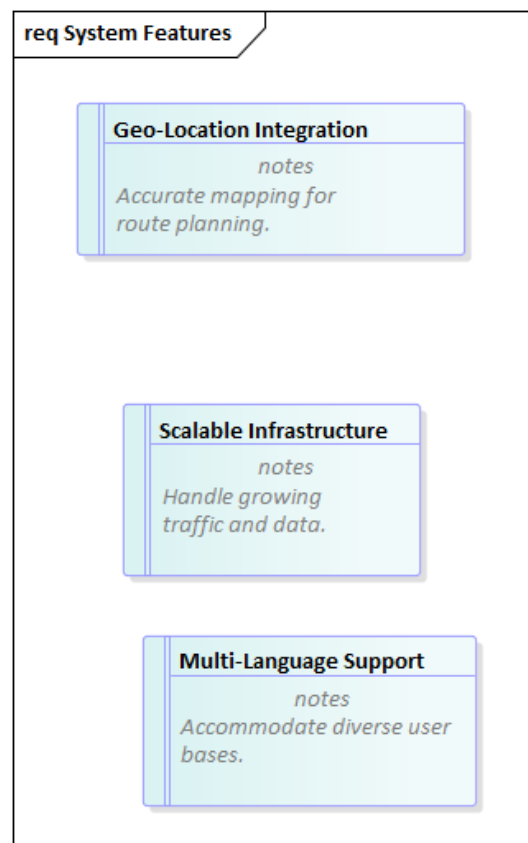 req System Features
Geo-Location Integration
notes
Accurate mapping for
route planning.
Scalable Infrastructure
notes
Handle growing
traffic and data.
Multi-Language Support
notes
Accommodate diverse user
bases.